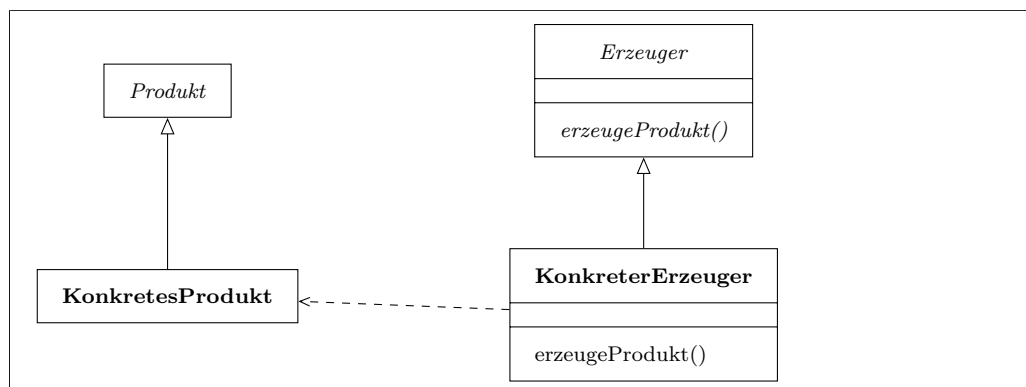 Produkt
Erzeuger
erzeugeProdukt()
KonkretesProdukt
KonkreterErzeuger
erzeugeProdukt()